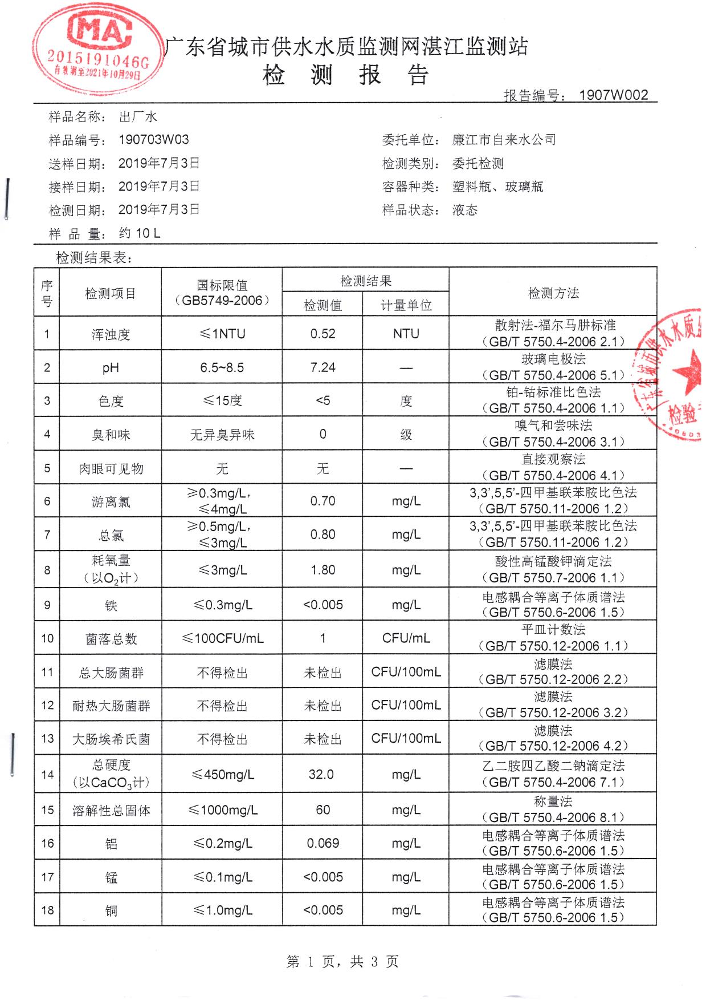 CMA
2015191046G
有效期至2021年10月29日
广东省城市供水水质监测网湛江监测站
检 测 报 告
报告编号： 1907W002
样品名称： 出厂水
样品编号： 190703W03 委托单位： 廉江市自来水公司
送样日期： 2019年7月3日 检测类别： 委托检测
接样日期： 2019年7月3日 容器种类： 塑料瓶、玻璃瓶
检测日期： 2019年7月3日 样品状态： 液态
样 品 量： 约 10 L
检测结果表：
序号 检测项目 国标限值（GB5749-2006） 检测结果 检测方法
检测值 计量单位
1 浑浊度 ≤1NTU 0.52 NTU 散射法-福尔马肼标准
（GB/T 5750.4-2006 2.1）
2 pH 6.5~8.5 7.24 — 玻璃电极法
（GB/T 5750.4-2006 5.1）
3 色度 ≤15度 <5 度 铂-钴标准比色法
（GB/T 5750.4-2006 1.1）
4 臭和味 无异臭异味 0 级 嗅气和尝味法
（GB/T 5750.4-2006 3.1）
5 肉眼可见物 无 无 — 直接观察法
（GB/T 5750.4-2006 4.1）
6 游离氯 ≥0.3mg/L，≤4mg/L 0.70 mg/L 3,3',5,5'-四甲基联苯胺比色法
（GB/T 5750.11-2006 1.2）
7 总氯 ≥0.5mg/L，≤3mg/L 0.80 mg/L 3,3',5,5'-四甲基联苯胺比色法
（GB/T 5750.11-2006 1.2）
8 耗氧量（以O₂计） ≤3mg/L 1.80 mg/L 酸性高锰酸钾滴定法
（GB/T 5750.7-2006 1.1）
9 铁 ≤0.3mg/L <0.005 mg/L 电感耦合等离子体质谱法
（GB/T 5750.6-2006 1.5）
10 菌落总数 ≤100CFU/mL 1 CFU/mL 平皿计数法
（GB/T 5750.12-2006 1.1）
11 总大肠菌群 不得检出 未检出 CFU/100mL 滤膜法
（GB/T 5750.12-2006 2.2）
12 耐热大肠菌群 不得检出 未检出 CFU/100mL 滤膜法
（GB/T 5750.12-2006 3.2）
13 大肠埃希氏菌 不得检出 未检出 CFU/100mL 滤膜法
（GB/T 5750.12-2006 4.2）
14 总硬度（以CaCO₃计） ≤450mg/L 32.0 mg/L 乙二胺四乙酸二钠滴定法
（GB/T 5750.4-2006 7.1）
15 溶解性总固体 ≤1000mg/L 60 mg/L 称量法
（GB/T 5750.4-2006 8.1）
16 铝 ≤0.2mg/L 0.069 mg/L 电感耦合等离子体质谱法
（GB/T 5750.6-2006 1.5）
17 锰 ≤0.1mg/L <0.005 mg/L 电感耦合等离子体质谱法
（GB/T 5750.6-2006 1.5）
18 铜 ≤1.0mg/L <0.005 mg/L 电感耦合等离子体质谱法
（GB/T 5750.6-2006 1.5）
广东省城市供水水质
检验
第 1 页，共 3 页